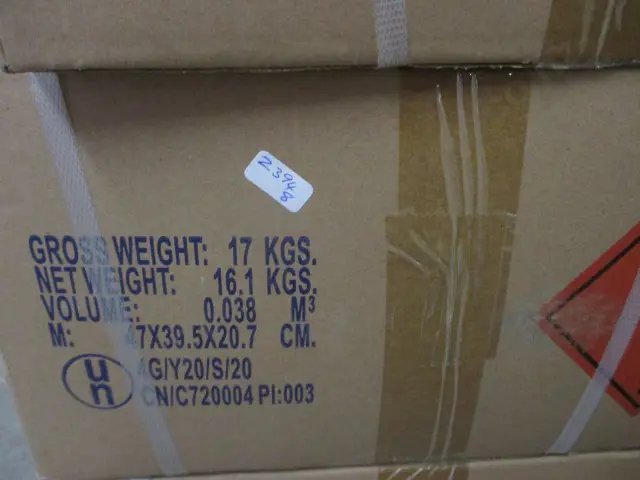 GROSS WEIGHT: 17 KGS.
NET WEIGHT: 16.1 KGS.
VOLUME: 0.038 M³
M: 47X39.5X20.7 CM.
un
4G/Y20/S/20
CN/C720004 PI:003